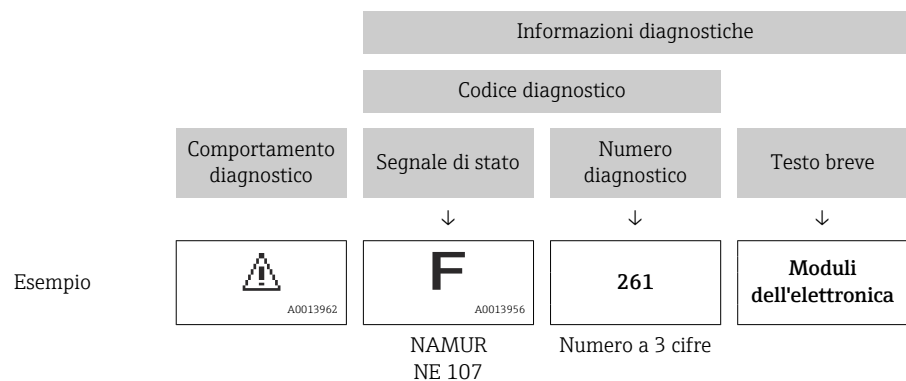 Informazioni diagnostiche
Codice diagnostico
Comportamento
diagnostico
Segnale di stato
Numero
diagnostico
Testo breve
↓ ↓ ↓
Esempio
A0013962
F
A0013956
261
Moduli
dell'elettronica
NAMUR
NE 107
Numero a 3 cifre